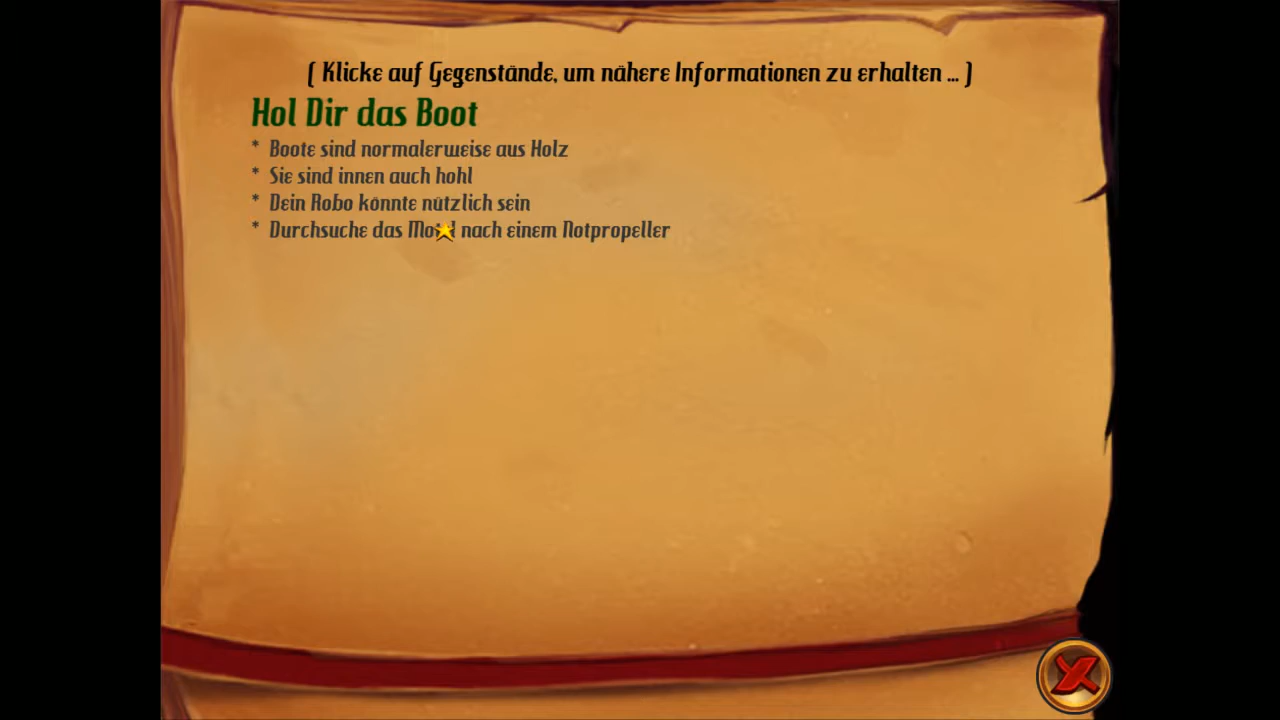 ( Klicke auf Gegenstände, um nähere Informationen zu erhalten ... )
Hol Dir das Boot
* Boote sind normalerweise aus Holz
* Sie sind innen auch hohl
* Dein Robo könnte nützlich sein
* Durchsuche das nach einem Notpropeller